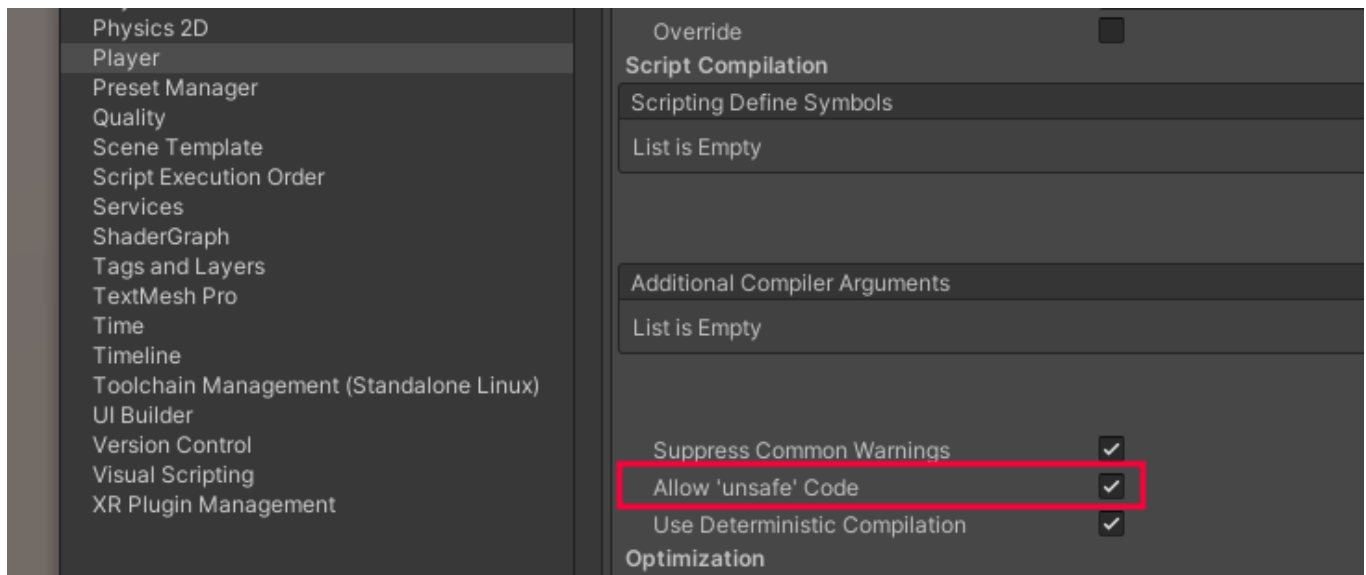 Physics 2D
Player
Preset Manager
Quality
Scene Template
Script Execution Order
Services
ShaderGraph
Tags and Layers
TextMesh Pro
Time
Timeline
Toolchain Management (Standalone Linux)
UI Builder
Version Control
Visual Scripting
XR Plugin Management
Override
Script Compilation
Scripting Define Symbols
List is Empty
Additional Compiler Arguments
List is Empty
Suppress Common Warnings
Allow 'unsafe' Code
Use Deterministic Compilation
Optimization